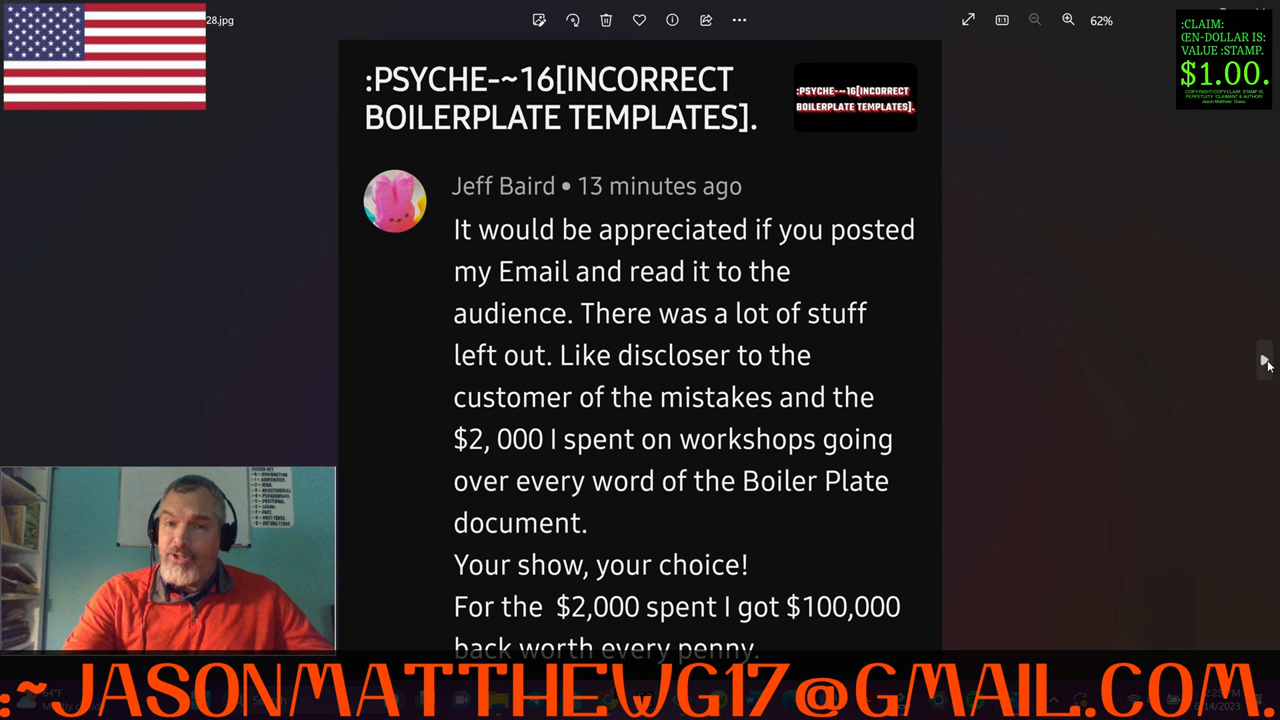 28.jpg
62%
:CLAIM:
ŒN-DOLLAR IS:
VALUE :STAMP.
$1.00.
:PSYCHE-~16[INCORRECT
BOILERPLATE TEMPLATES].
:PSYCHE-~16[INCORRECT
BOILERPLATE TEMPLATES].
Jeff Baird • 13 minutes ago
It would be appreciated if you posted
my Email and read it to the
audience. There was a lot of stuff
left out. Like discloser to the
customer of the mistakes and the
$2, 000 I spent on workshops going
over every word of the Boiler Plate
document.
Your show, your choice!
For the  $2,000 spent I got $100,000
back worth every penny.
:~ JASONMATTHEWG17@GMAIL.COM.